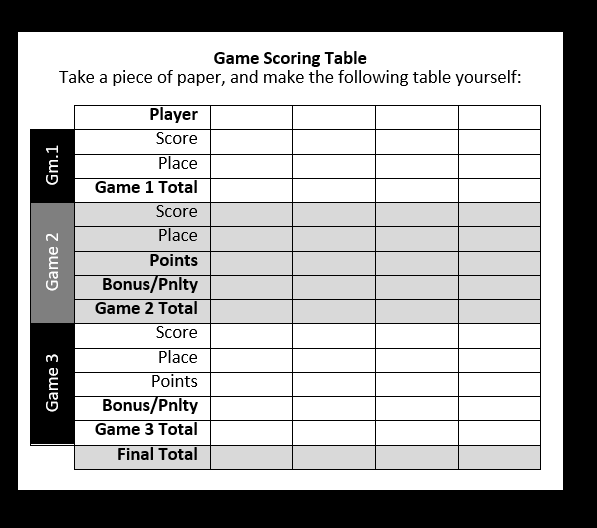 Game Scoring Table
Take a piece of paper, and make the following table yourself:
Player
Gm.1
Score
Place
Game 1 Total
Game 2
Score
Place
Points
Bonus/Pnlty
Game 2 Total
Game 3
Score
Place
Points
Bonus/Pnlty
Game 3 Total
Final Total